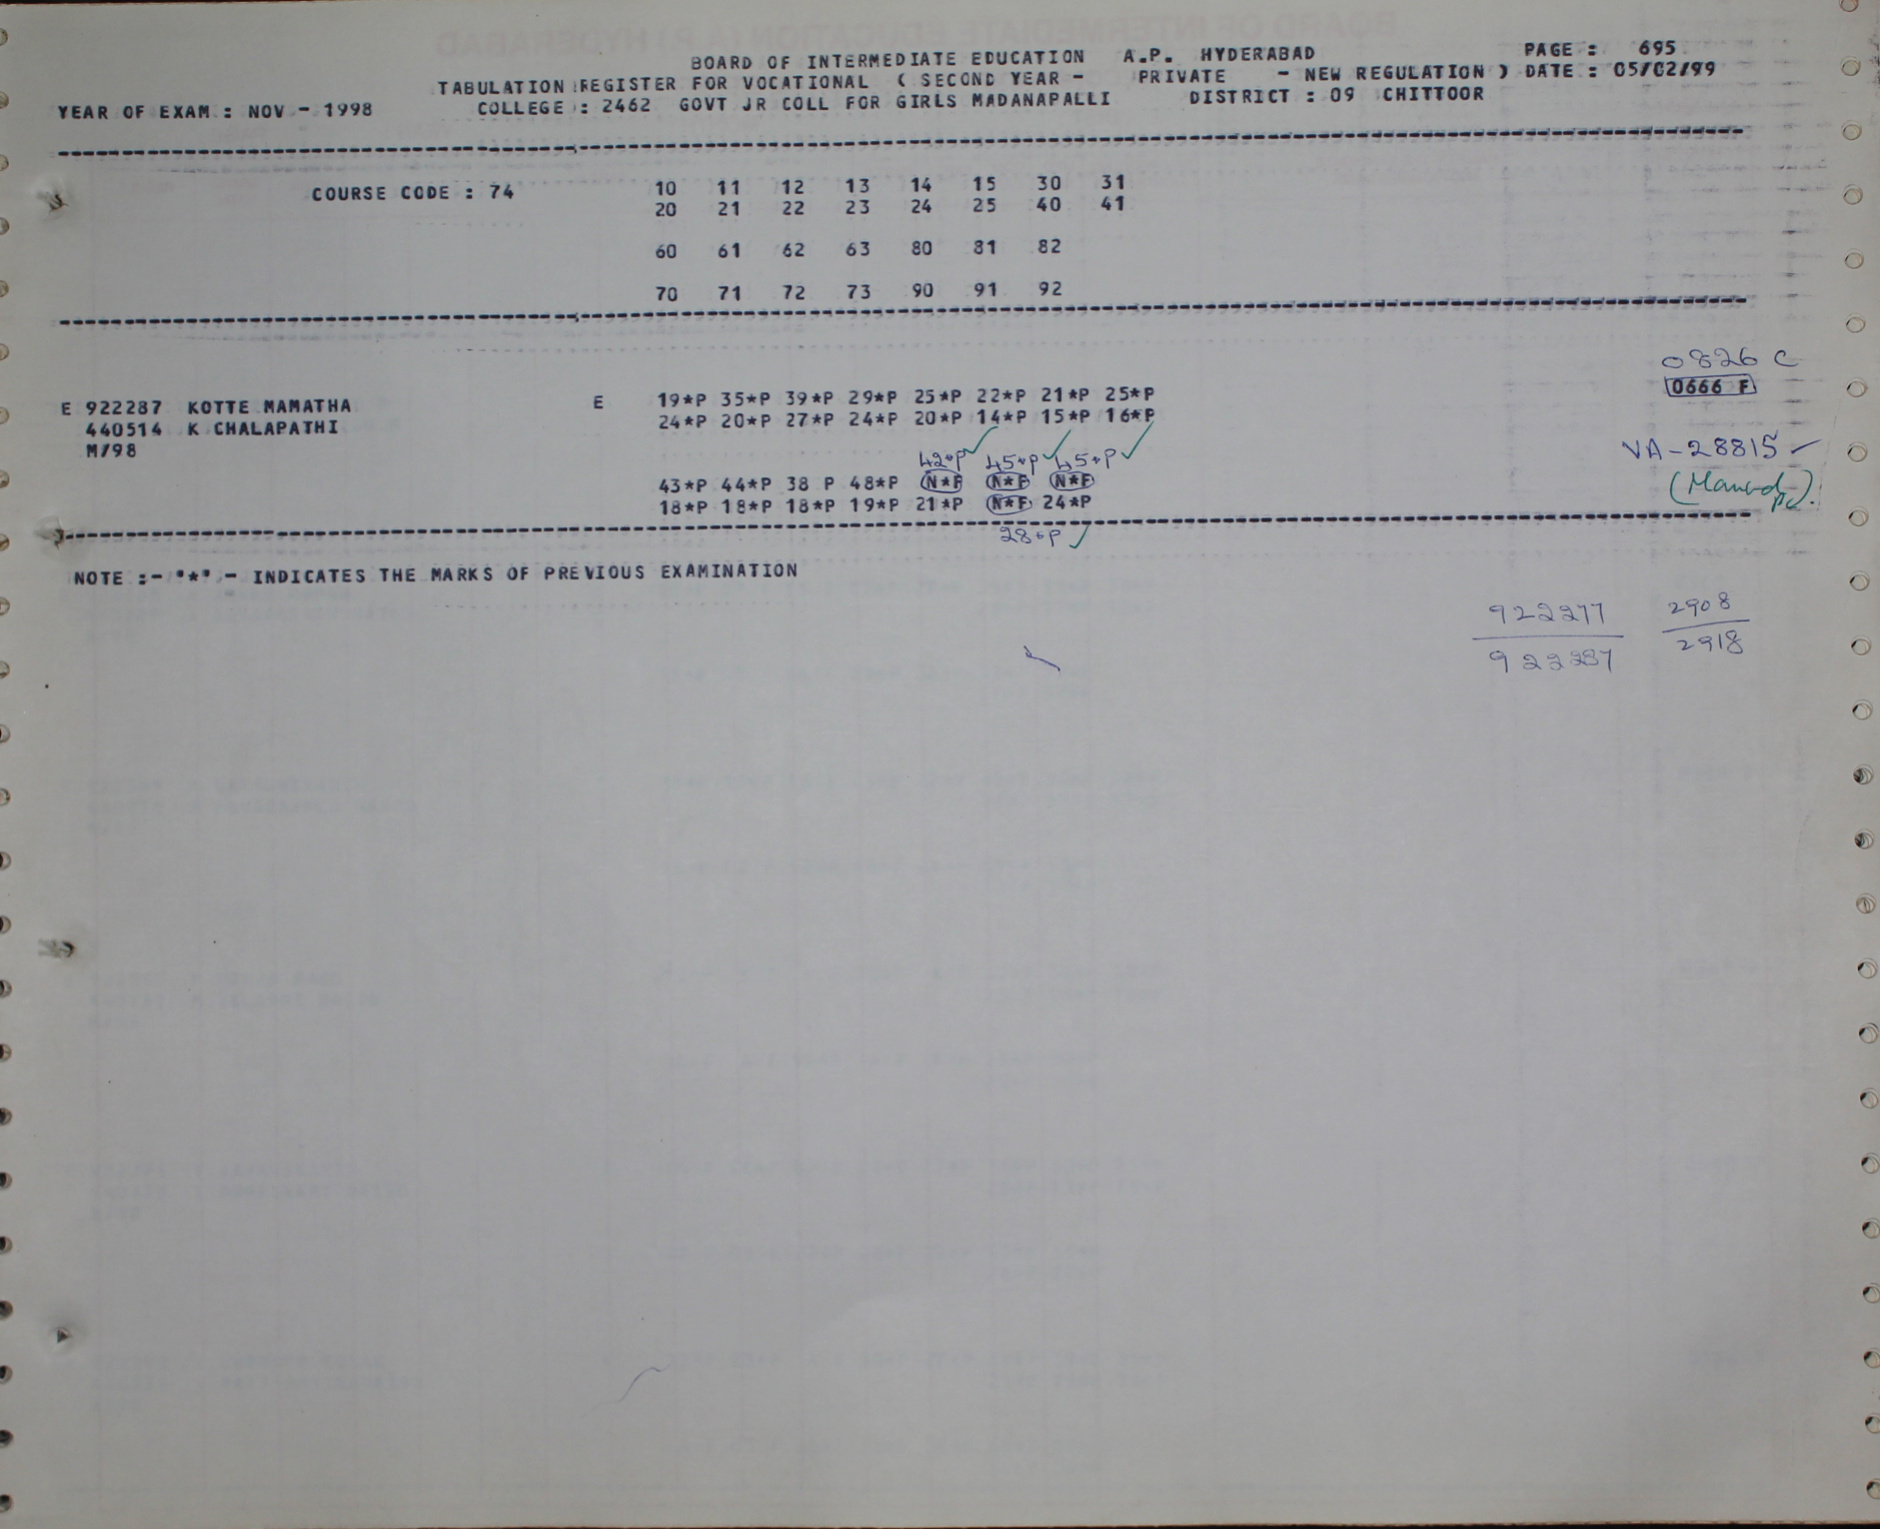 BOARD OF INTERMEDIATE EDUCATION A.P. HYDERABAD PAGE : 695
TABULATION REGISTER FOR VOCATIONAL ( SECOND YEAR - PRIVATE - NEW REGULATION ) DATE : 05/02/99
YEAR OF EXAM : NOV - 1998 COLLEGE : 2462 GOVT JR COLL FOR GIRLS MADANAPALLI DISTRICT : 09 CHITTOOR
COURSE CODE : 74 10 11 12 13 14 15 30 31
20 21 22 23 24 25 40 41
60 61 62 63 80 81 82
70 71 72 73 90 91 92
0826 C
E 922287 KOTTE MAMATHA E 19*P 35*P 39*P 29*P 25*P 22*P 21*P 25*P 0666 F
440514 K CHALAPATHI 24*P 20*P 27*P 24*P 20*P 14*P 15*P 16*P
M/98
42*P 45*P 45*P VA-28815
43*P 44*P 38 P 48*P N*F N*F N*F
18*P 18*P 18*P 19*P 21*P N*F 24*P
28*P
NOTE :- "*" - INDICATES THE MARKS OF PREVIOUS EXAMINATION
922277 2908
922287 2918